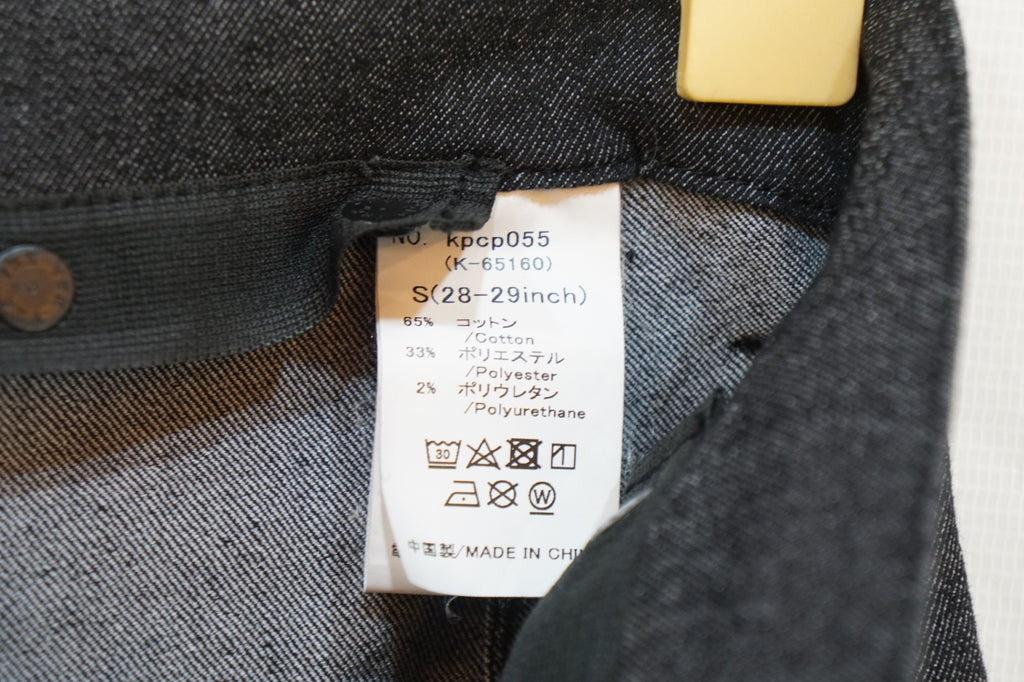 NO. kpcp055
(K-65160)
S(28-29inch)
65% コットン
/Cotton
33% ポリエステル
/Polyester
2% ポリウレタン
/Polyurethane
30
W
中国製/MADE IN CHI